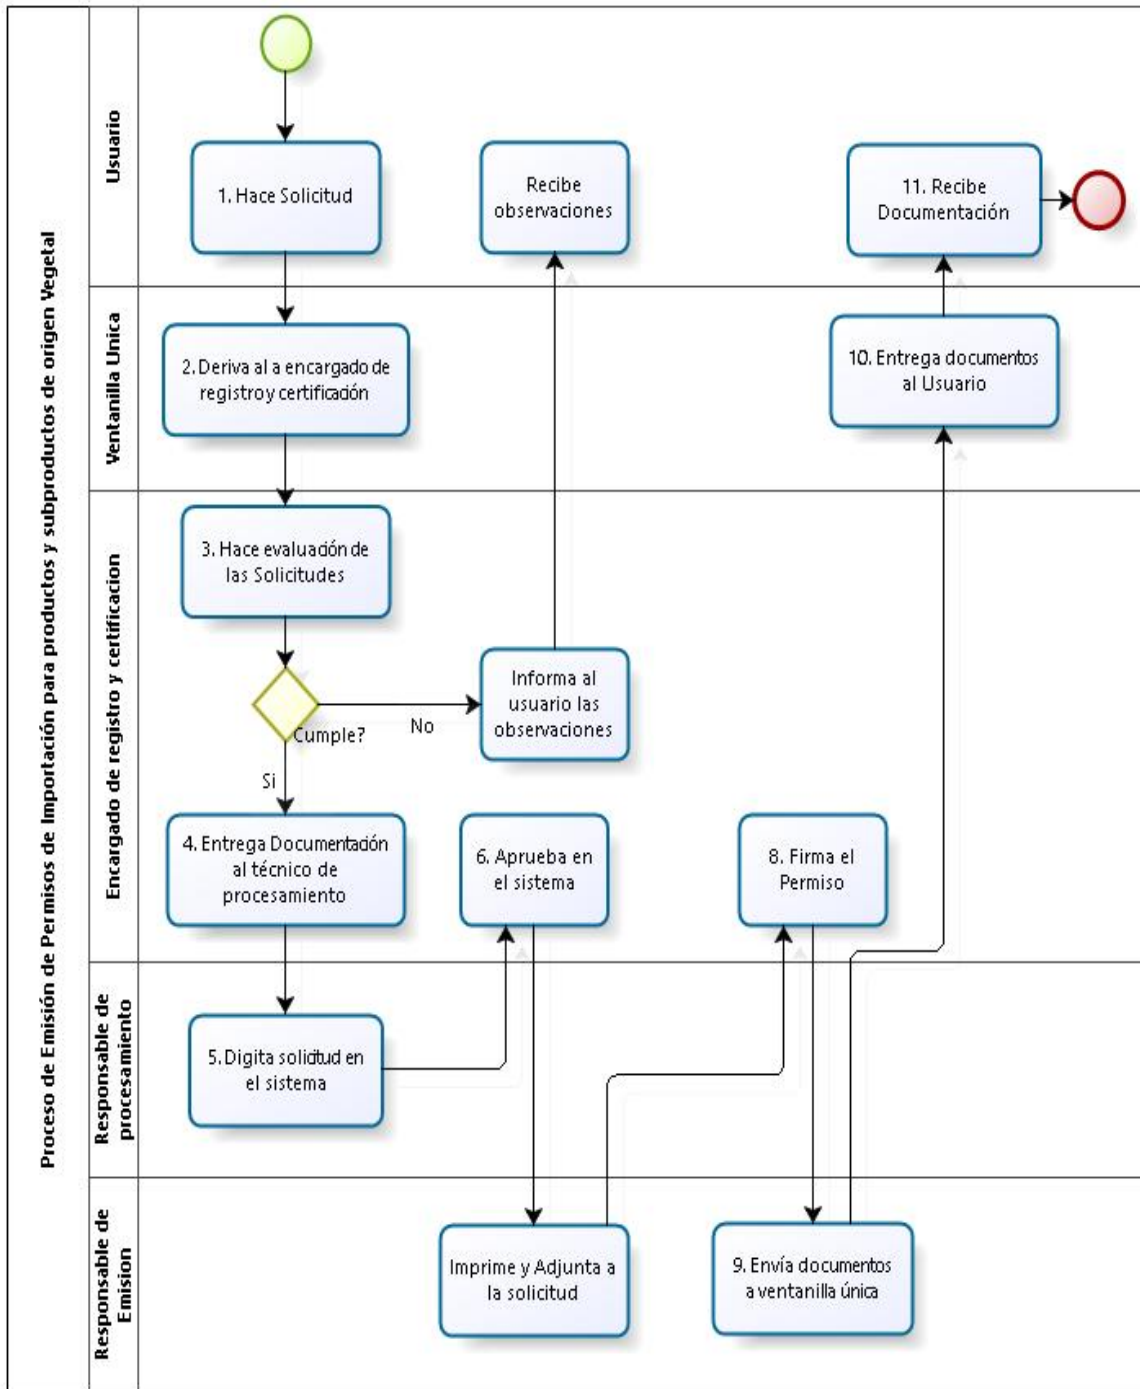 Proceso de Emisión de Permisos de Importación para productos y subproductos de origen Vegetal
Usuario
1. Hace Solicitud
Recibe
observaciones
11. Recibe
Documentación
Ventanilla Unica
2. Deriva al a encargado de
registro y certificación
10. Entrega documentos
al Usuario
Encargado de registro y certificacion
3. Hace evaluación de
las Solicitudes
Cumple?
No
Si
Informa al
usuario las
observaciones
4. Entrega Documentación
al técnico de
procesamiento
6. Aprueba en
el sistema
8. Firma el
Permiso
Responsable de
procesamiento
5. Digita solicitud en
el sistema
Responsable de
Emision
Imprime y Adjunta a
la solicitud
9. Envía documentos
a ventanilla única